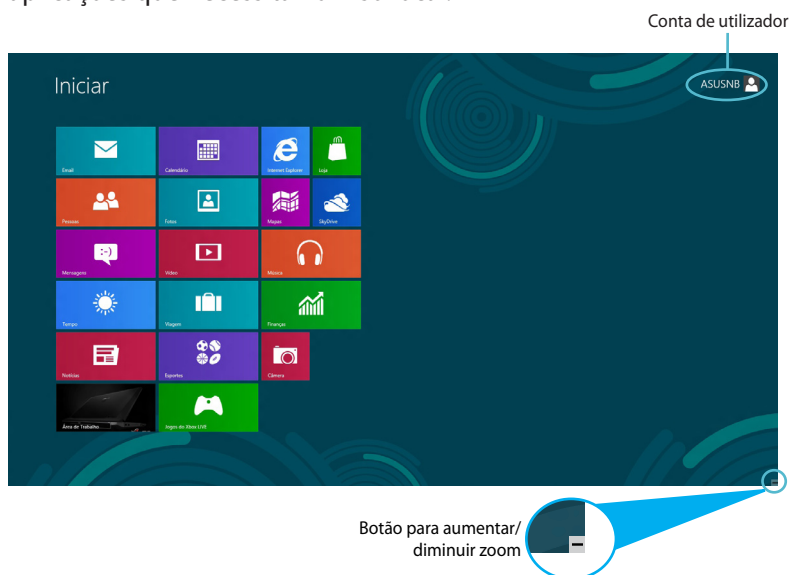 Conta de utilizador
Iniciar
ASUSNB
Email
Calendário
Internet Explorer
Loja
Pessoas
Fotos
Mapas
SkyDrive
Mensagens
Vídeo
Música
Tempo
Viagem
Finanças
Notícias
Esportes
Câmera
Área de Trabalho
Jogos do Xbox LIVE
Botão para aumentar/
diminuir zoom